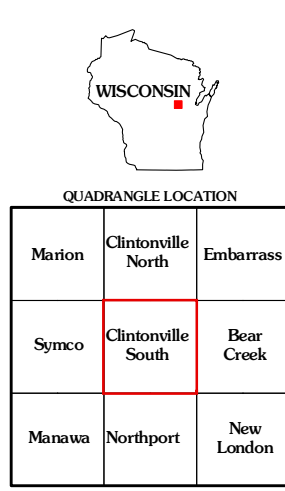 WISCONSIN
QUADRANGLE LOCATION
Marion
Clintonville
North
Embarrass
Symco
Clintonville
South
Bear
Creek
Manawa
Northport
New
London